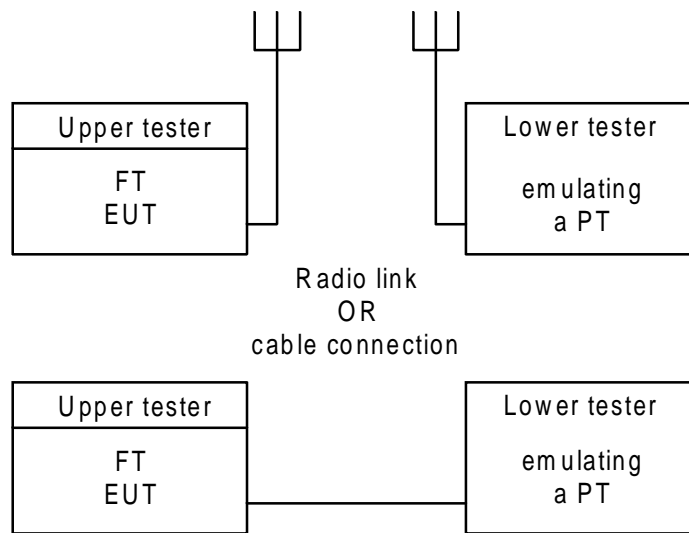 Upper tester
FT
EUT
Lower tester
emulating
a PT
Radio link
OR
cable connection
Upper tester
FT
EUT
Lower tester
emulating
a PT